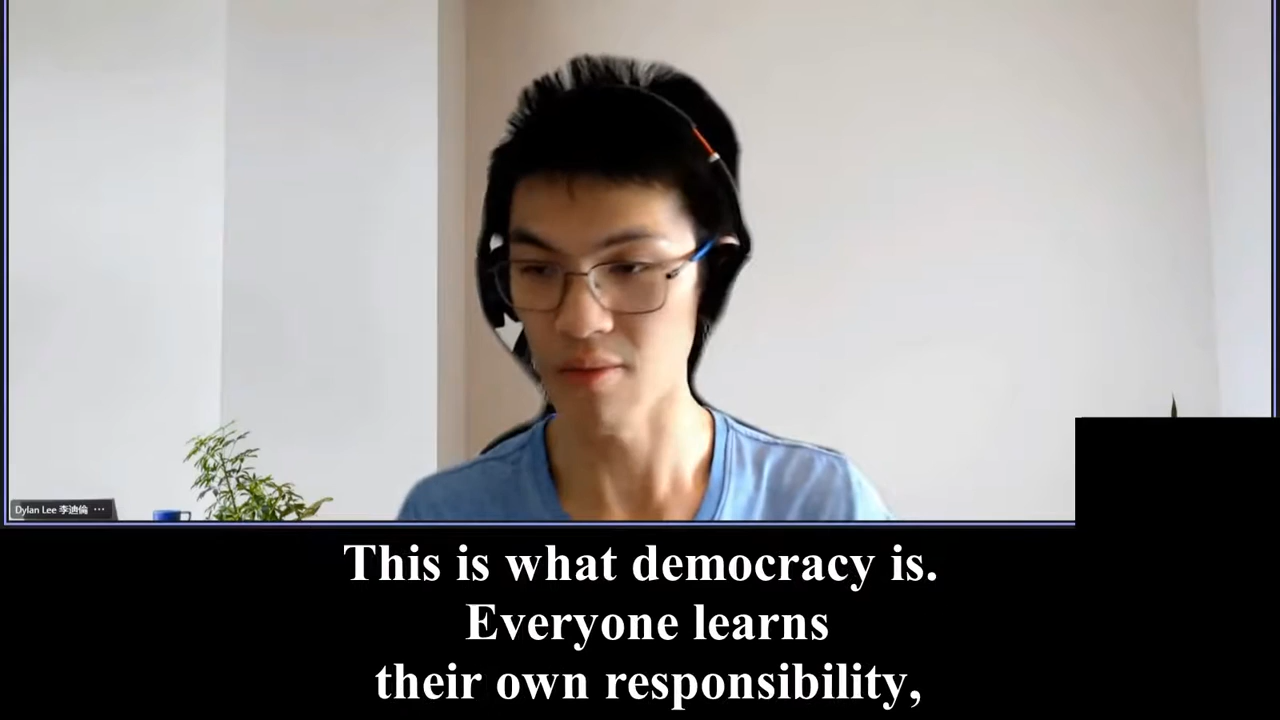 Dylan Lee 李迪倫 ···
This is what democracy is.
Everyone learns
their own responsibility,